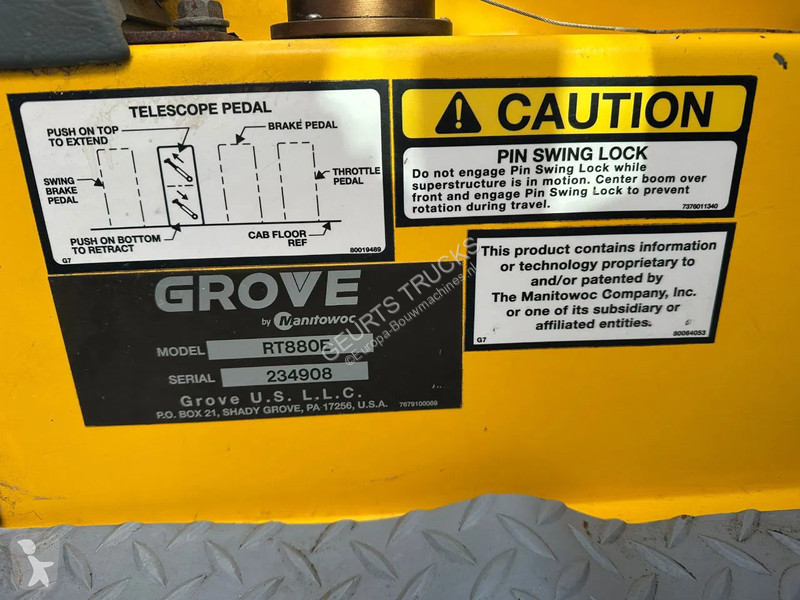 TELESCOPE PEDAL
PUSH ON TOP
TO EXTEND
BRAKE PEDAL
SWING
BRAKE
PEDAL
THROTTLE
PEDAL
PUSH ON BOTTOM
TO RETRACT
CAB FLOOR
REF
G7
80019489
CAUTION
PIN SWING LOCK
Do not engage Pin Swing Lock while
superstructure is in motion. Center boom over
front and engage Pin Swing Lock to prevent
rotation during travel.
7376011340
This product contains information
or technology proprietary to
and/or patented by
The Manitowoc Company, Inc.
or one of its subsidiary or
affiliated entities.
G7
80064053
GROVE
by Manitowoc
MODEL RT880E
SERIAL 234908
Grove U.S. L.L.C.
P.O. BOX 21, SHADY GROVE, PA 17256, U.S.A.
7679100069
GEURTS TRUCKS
©Europa-Bouwmachines.nl